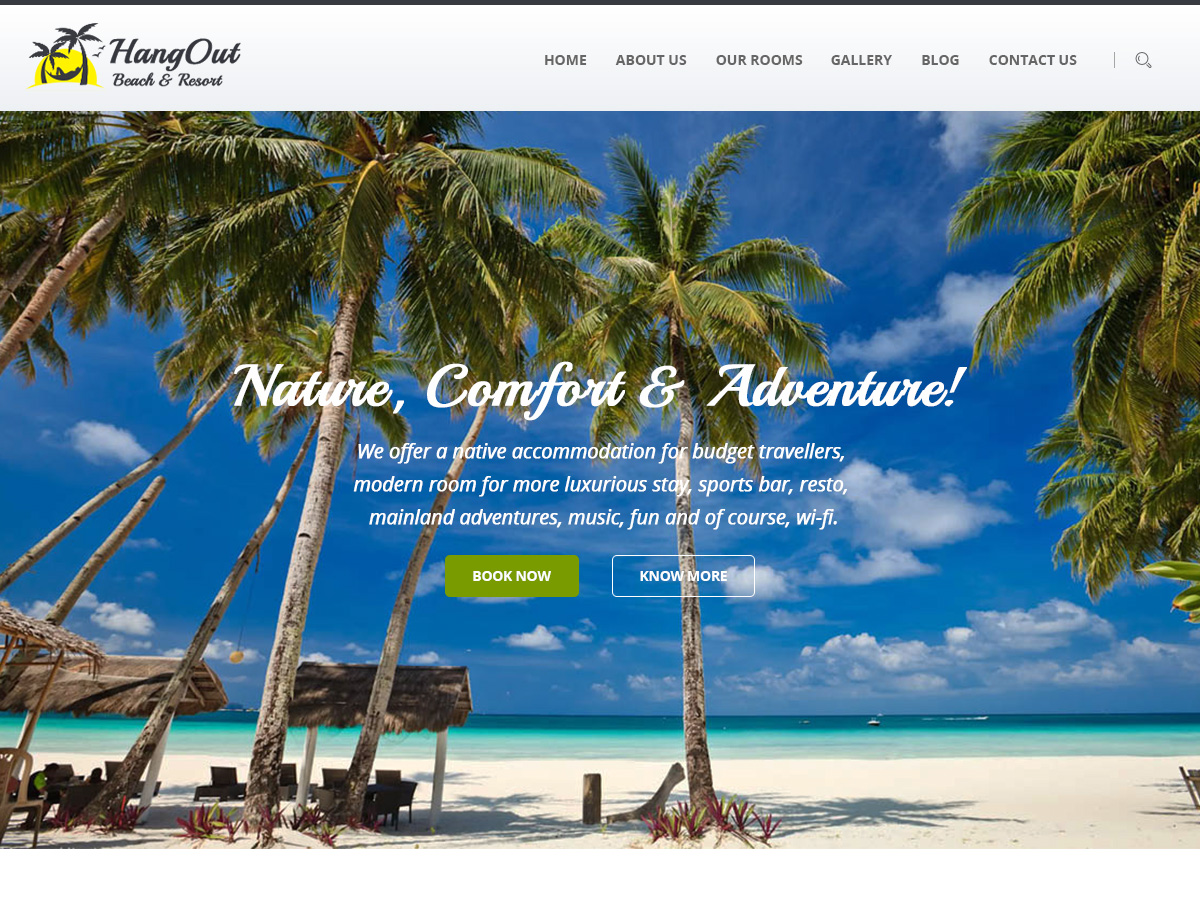 HangOut
Beach & Resort
HOME ABOUT US OUR ROOMS GALLERY BLOG CONTACT US
Nature, Comfort & Adventure!
We offer a native accommodation for budget travellers,
modern room for more luxurious stay, sports bar, resto,
mainland adventures, music, fun and of course, wi-fi.
BOOK NOW KNOW MORE